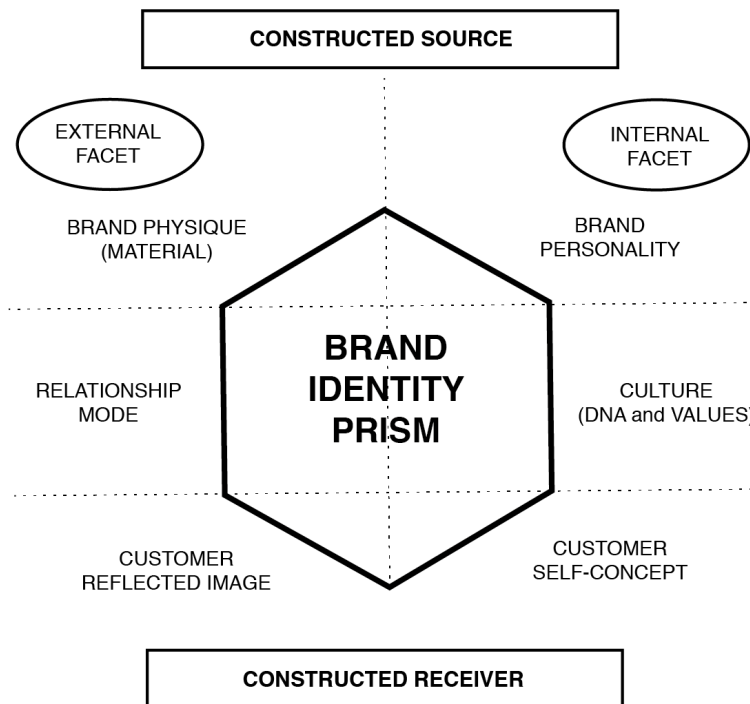 CONSTRUCTED SOURCE
EXTERNAL
FACET
INTERNAL
FACET
BRAND PHYSIQUE
(MATERIAL)
BRAND
PERSONALITY
BRAND
IDENTITY
PRISM
RELATIONSHIP
MODE
CULTURE
(DNA and VALUES)
CUSTOMER
REFLECTED IMAGE
CUSTOMER
SELF-CONCEPT
CONSTRUCTED RECEIVER